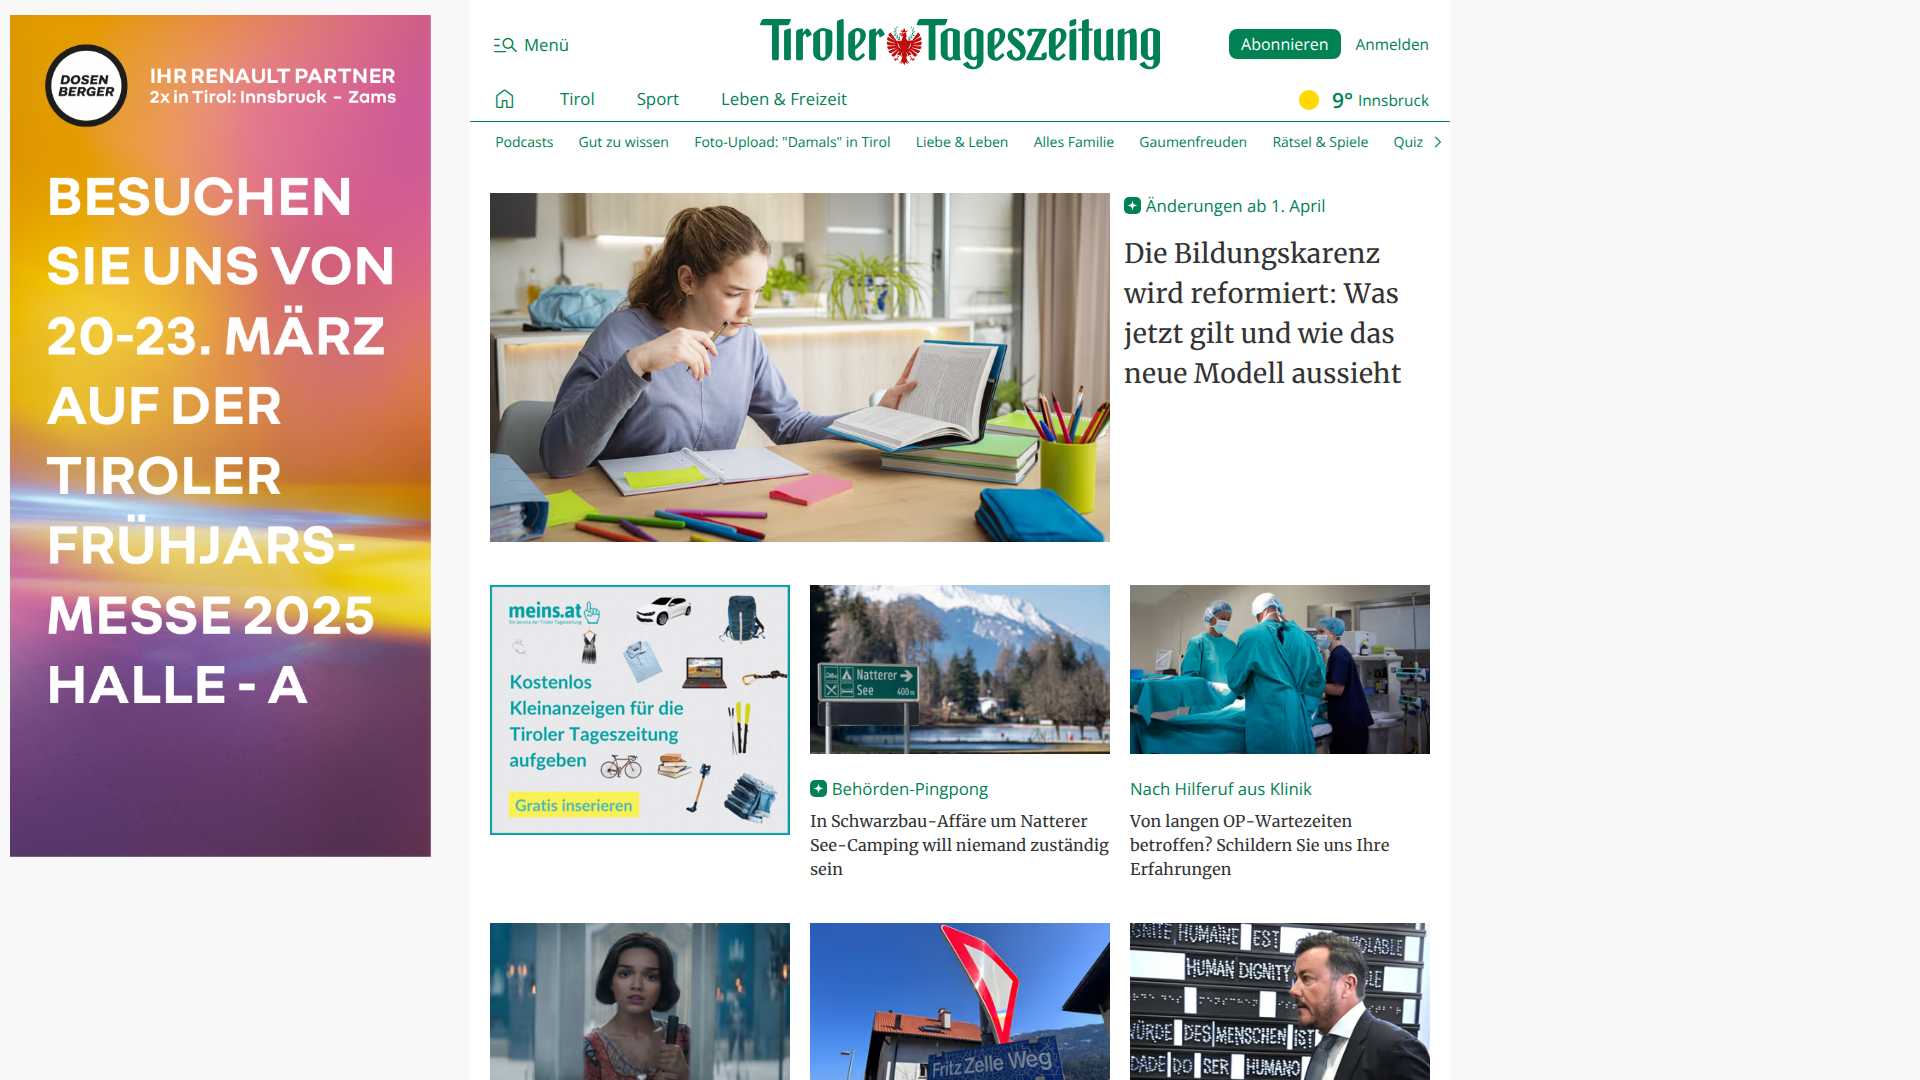 DOSEN
BERGER
IHR RENAULT PARTNER
2x in Tirol: Innsbruck - Zams
BESUCHEN
SIE UNS VON
20-23. MÄRZ
AUF DER
TIROLER
FRÜHJARS-
MESSE 2025
HALLE - A
Menü
Tiroler Tageszeitung
Abonnieren
Anmelden
Tirol
Sport
Leben & Freizeit
9° Innsbruck
Podcasts
Gut zu wissen
Foto-Upload: "Damals" in Tirol
Liebe & Leben
Alles Familie
Gaumenfreuden
Rätsel & Spiele
Quiz
Änderungen ab 1. April
Die Bildungskarenz
wird reformiert: Was
jetzt gilt und wie das
neue Modell aussieht
meins.at
Ein Service der Tiroler Tageszeitung
Kostenlos
Kleinanzeigen für die
Tiroler Tageszeitung
aufgeben
Gratis inserieren
Natterer
See 400 m
Behörden-Pingpong
In Schwarzbau-Affäre um Natterer
See-Camping will niemand zuständig
sein
Nach Hilferuf aus Klinik
Von langen OP-Wartezeiten
betroffen? Schildern Sie uns Ihre
Erfahrungen
Fritz Zelle Weg
HUMAINE EST
HUMAN DIGNITY
DES MENSCHEN IST
DADE DO SER HUMANO